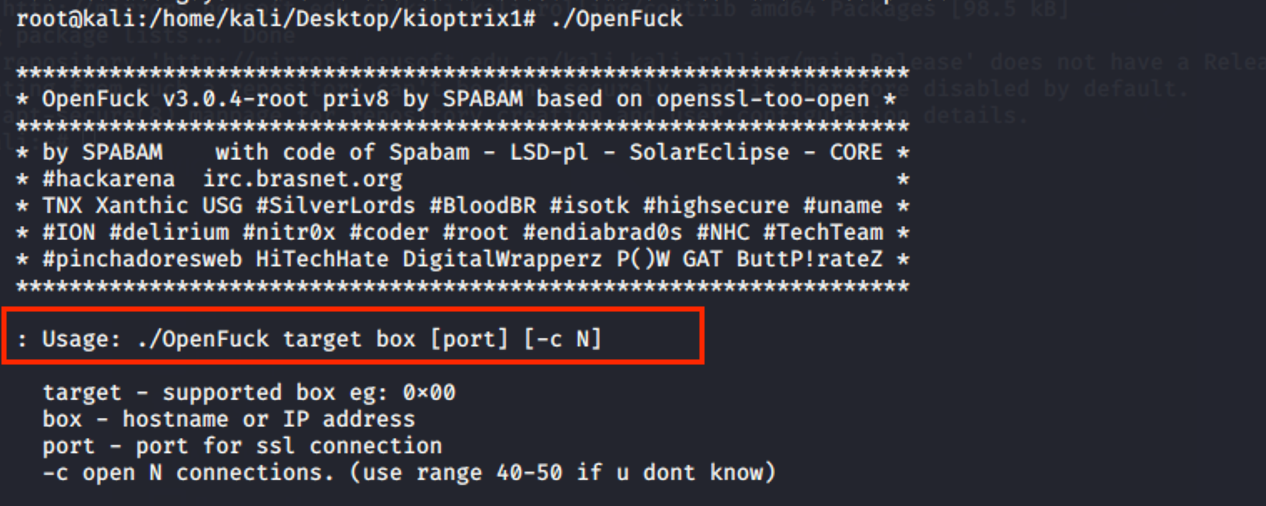 root@kali:/home/kali/Desktop/kioptrix1# ./OpenFuck
*******************************************************************
* OpenFuck v3.0.4-root priv8 by SPABAM based on openssl-too-open *
*******************************************************************
* by SPABAM    with code of Spabam - LSD-pl - SolarEclipse - CORE *
* #hackarena  irc.brasnet.org                                     *
* TNX Xanthic USG #SilverLords #BloodBR #isotk #highsecure #uname *
* #ION #delirium #nitr0x #coder #root #endiabrad0s #NHC #TechTeam *
* #pinchadoresweb HiTechHate DigitalWrapperz P()W GAT ButtP!rateZ *
*******************************************************************
: Usage: ./OpenFuck target box [port] [-c N]
target - supported box eg: 0×00
box - hostname or IP address
port - port for ssl connection
-c open N connections. (use range 40-50 if u dont know)